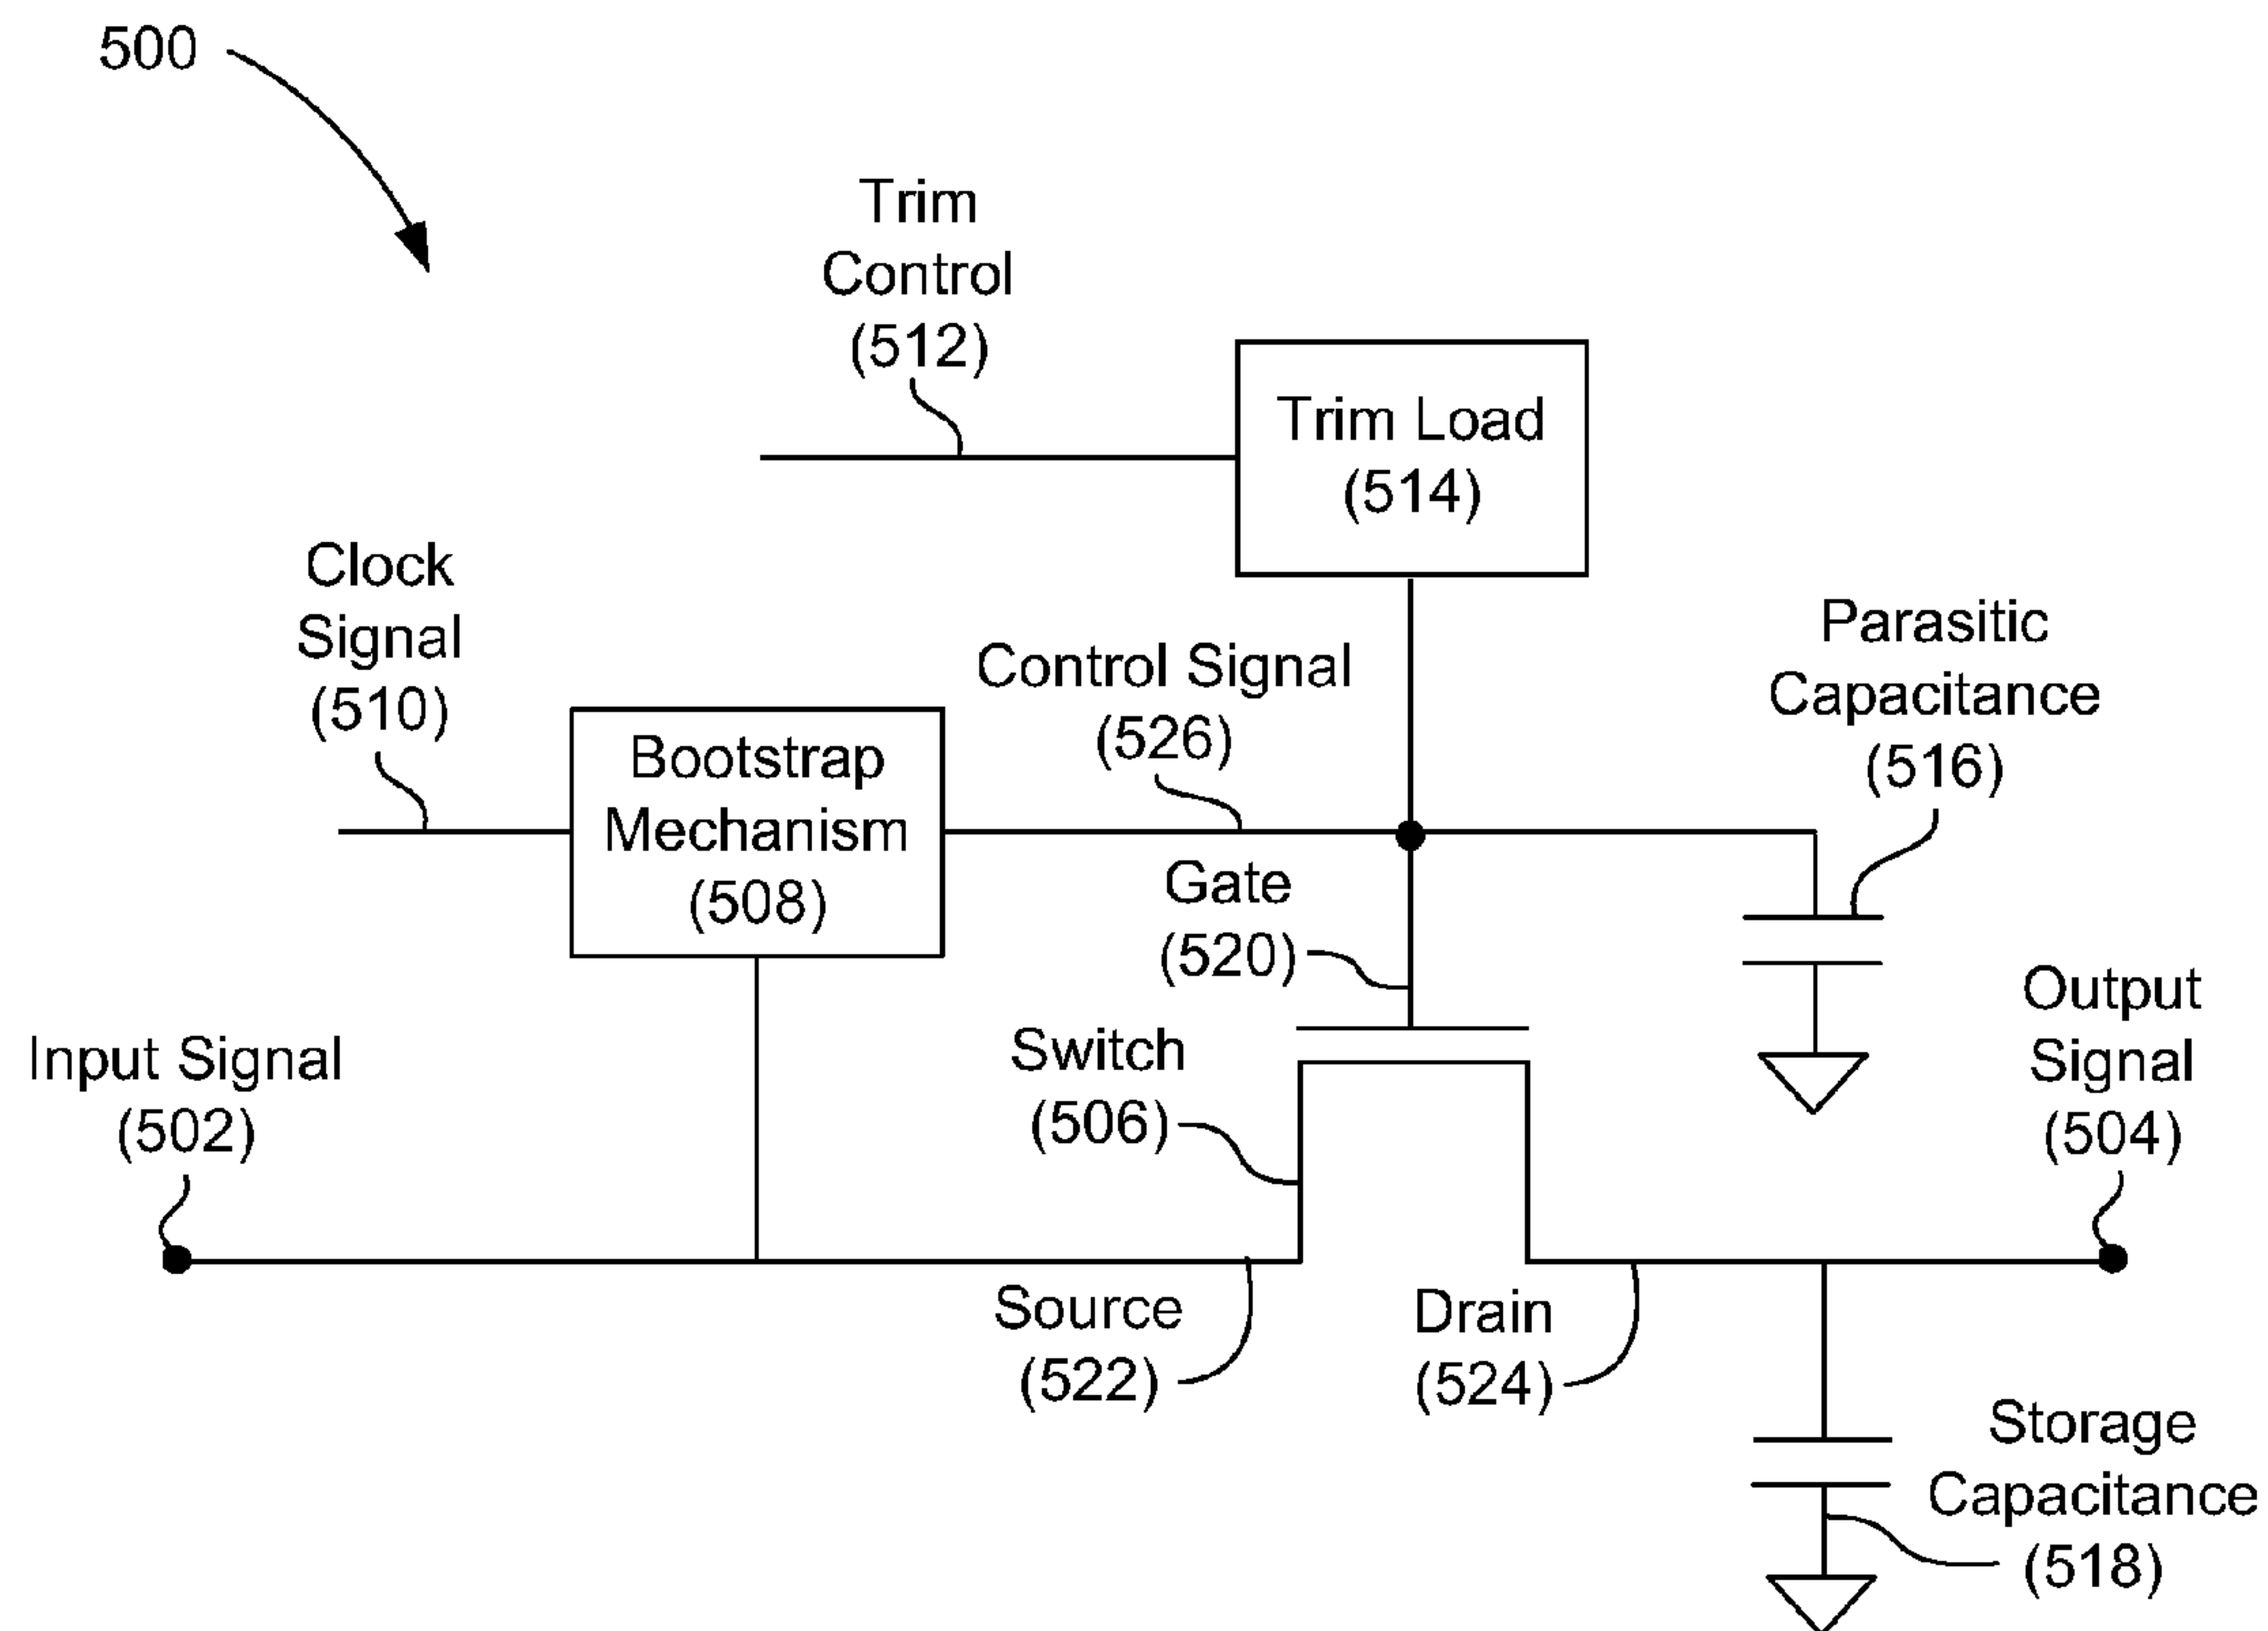 500
Trim
Control
(512)
Trim Load
(514)
Clock
Signal
(510)
Bootstrap
Mechanism
(508)
Control Signal
(526)
Parasitic
Capacitance
(516)
Gate
(520)
Input Signal
(502)
Switch
(506)
Output
Signal
(504)
Source
(522)
Drain
(524)
Storage
Capacitance
(518)